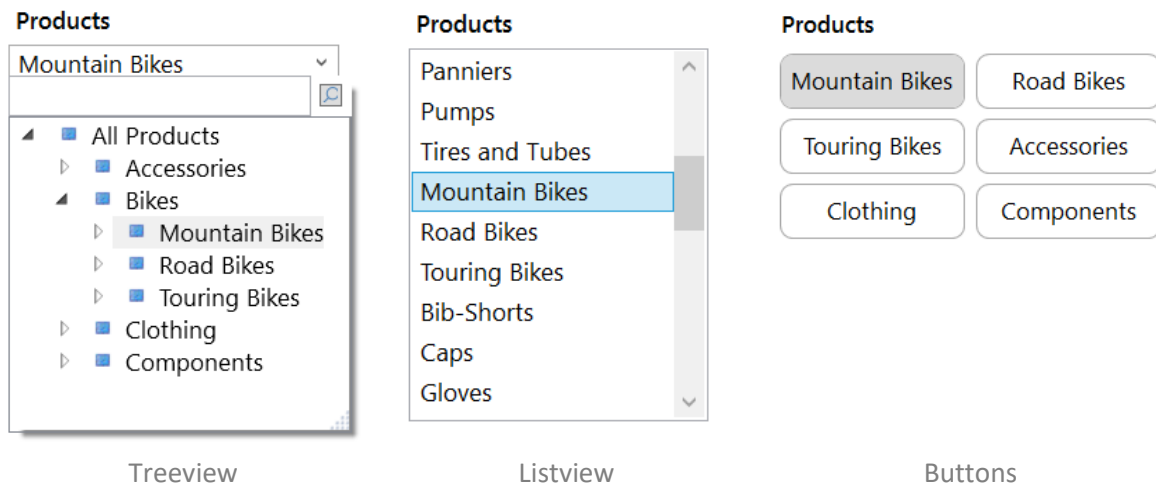 Products
Mountain Bikes
All Products
Accessories
Bikes
Mountain Bikes
Road Bikes
Touring Bikes
Clothing
Components
Treeview
Products
Panniers
Pumps
Tires and Tubes
Mountain Bikes
Road Bikes
Touring Bikes
Bib-Shorts
Caps
Gloves
Listview
Products
Mountain Bikes Road Bikes
Touring Bikes Accessories
Clothing Components
Buttons